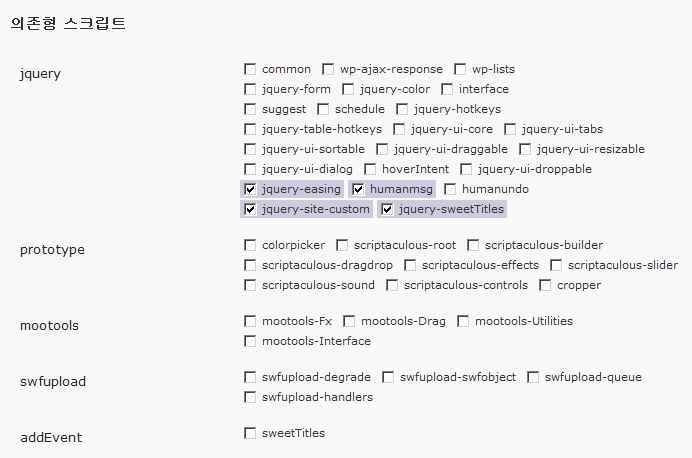 의존형 스크립트
jquery
common wp-ajax-response wp-lists
jquery-form jquery-color interface
suggest schedule jquery-hotkeys
jquery-table-hotkeys jquery-ui-core jquery-ui-tabs
jquery-ui-sortable jquery-ui-draggable jquery-ui-resizable
jquery-ui-dialog hoverIntent jquery-ui-droppable
jquery-easing humanmsg humanundo
jquery-site-custom jquery-sweetTitles
prototype
colorpicker scriptaculous-root scriptaculous-builder
scriptaculous-dragdrop scriptaculous-effects scriptaculous-slider
scriptaculous-sound scriptaculous-controls cropper
mootools
mootools-Fx mootools-Drag mootools-Utilities
mootools-Interface
swfupload
swfupload-degrade swfupload-swfobject swfupload-queue
swfupload-handlers
addEvent
sweetTitles